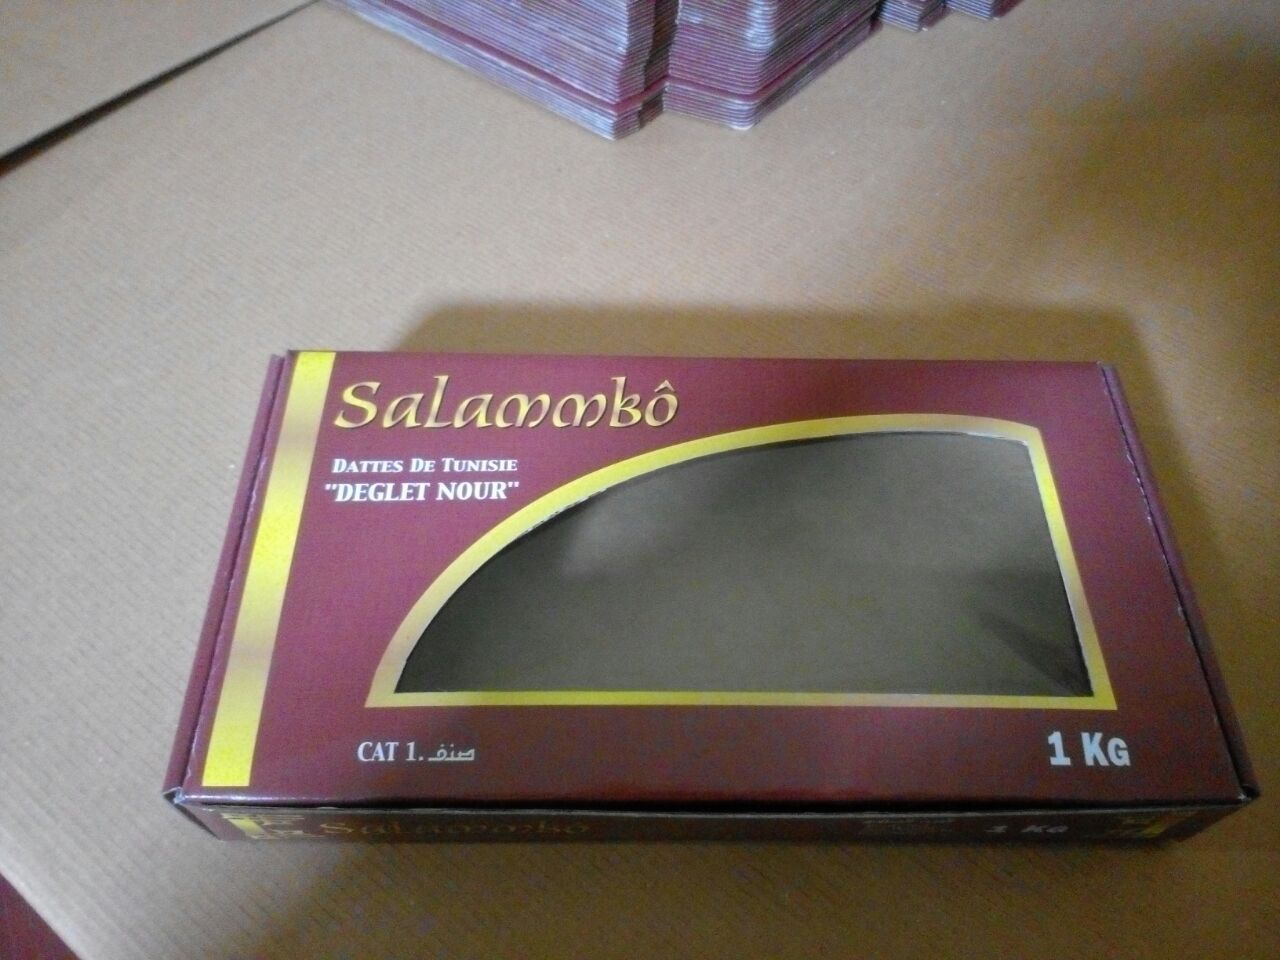 Salammbô
DATTES DE TUNISIE
"DEGLET NOUR"
CAT 1. صنف
1 KG
Salammbô
1 KG